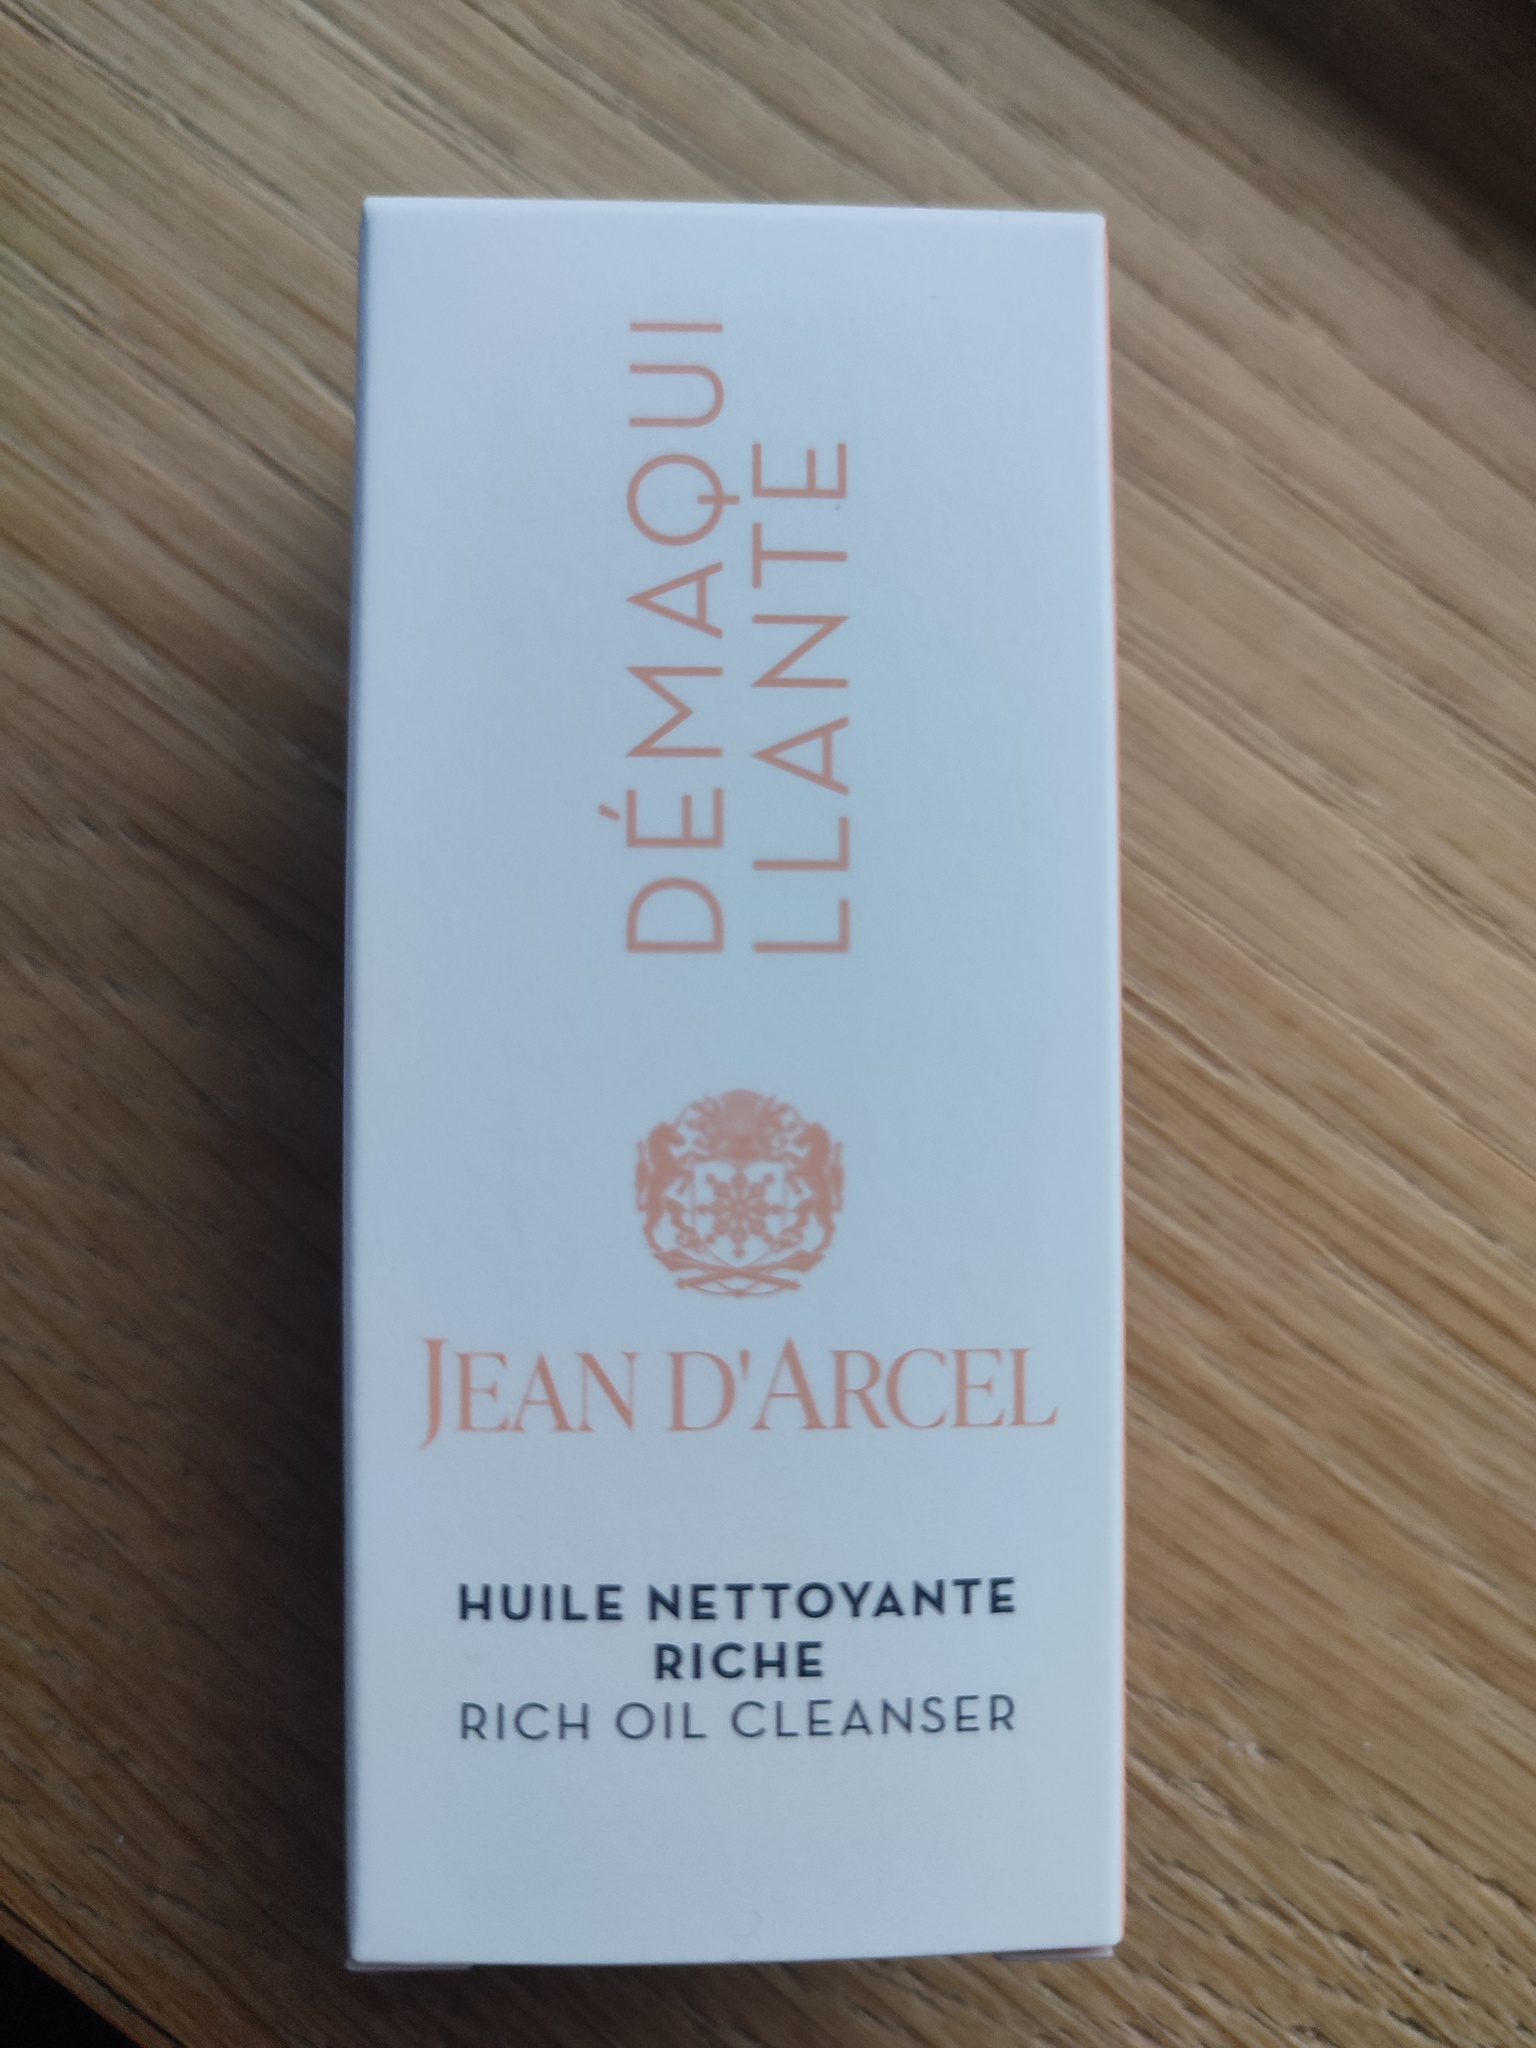 DÉMAQUI
LLANTE
JEAN D'ARCEL
HUILE NETTOYANTE
RICHE
RICH OIL CLEANSER